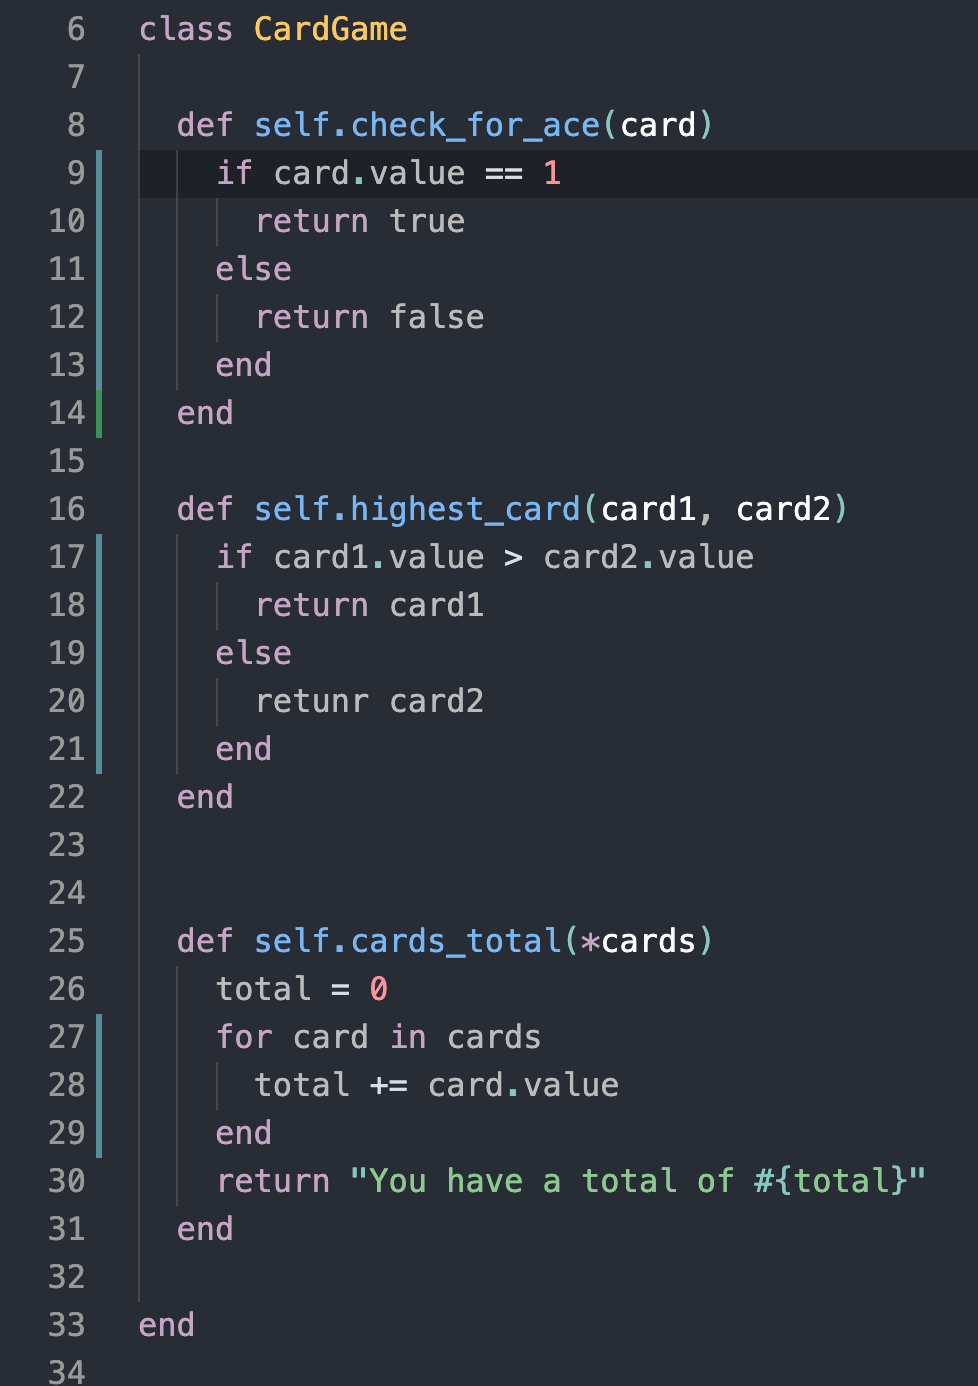 6 class CardGame
7
8 def self.check_for_ace(card)
9 if card.value == 1
10 return true
11 else
12 return false
13 end
14 end
15
16 def self.highest_card(card1, card2)
17 if card1.value > card2.value
18 return card1
19 else
20 retunr card2
21 end
22 end
23
24
25 def self.cards_total(*cards)
26 total = 0
27 for card in cards
28 total += card.value
29 end
30 return "You have a total of #{total}"
31 end
32
33 end
34